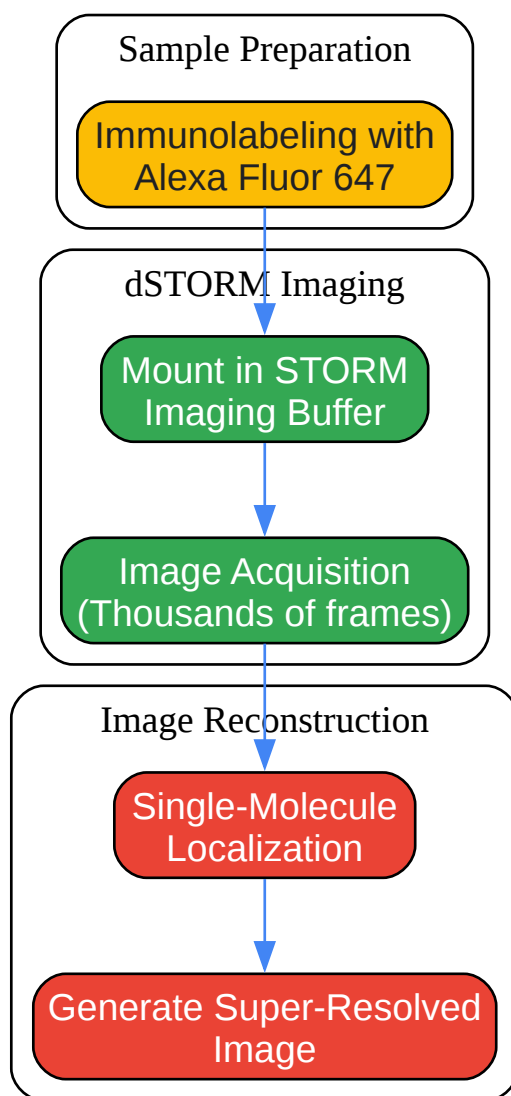 Sample Preparation
Immunolabeling with
Alexa Fluor 647
dSTORM Imaging
Mount in STORM
Imaging Buffer
Image Acquisition
(Thousands of frames)
Image Reconstruction
Single-Molecule
Localization
Generate Super-Resolved
Image